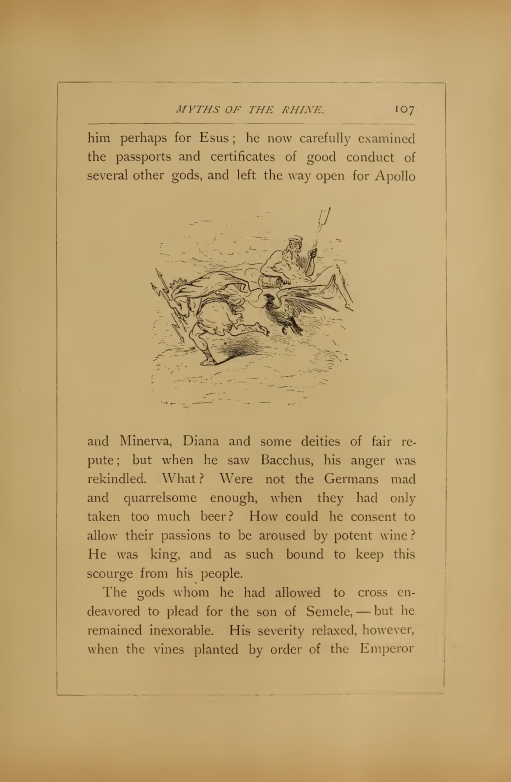 MYTHS OF THE RHINE. 107
him perhaps for Esus; he now carefully examined
the passports and certificates of good conduct of
several other gods, and left the way open for Apollo
and Minerva, Diana and some deities of fair re-
pute; but when he saw Bacchus, his anger was
rekindled. What? Were not the Germans mad
and quarrelsome enough, when they had only
taken too much beer? How could he consent to
allow their passions to be aroused by potent wine?
He was king, and as such bound to keep this
scourge from his people.
The gods whom he had allowed to cross en-
deavored to plead for the son of Semele, — but he
remained inexorable. His severity relaxed, however,
when the vines planted by order of the Emperor